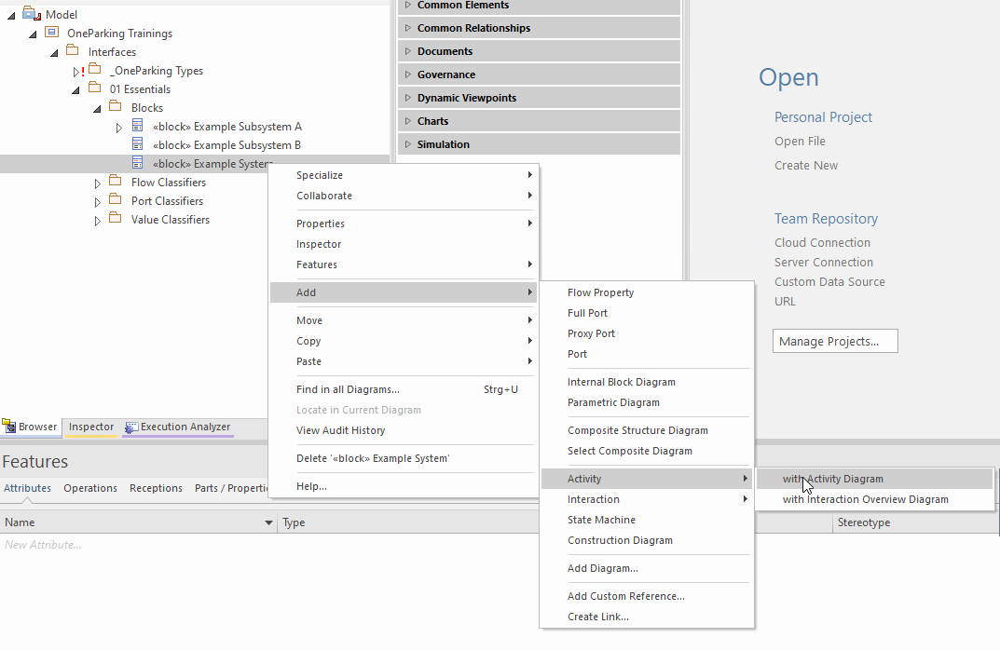 Model
OneParking Trainings
Interfaces
! _OneParking Types
01 Essentials
Blocks
«block» Example Subsystem A
«block» Example Subsystem B
«block» Example System
Flow Classifiers
Port Classifiers
Value Classifiers
Common Elements
Common Relationships
Documents
Governance
Dynamic Viewpoints
Charts
Simulation
Open
Personal Project
Open File
Create New
Team Repository
Cloud Connection
Server Connection
Custom Data Source
URL
Manage Projects...
Specialize
Collaborate
Properties
Inspector
Features
Add
Move
Copy
Paste
Find in all Diagrams... Strg+U
Locate in Current Diagram
View Audit History
Delete '«block» Example System'
Help...
Flow Property
Full Port
Proxy Port
Port
Internal Block Diagram
Parametric Diagram
Composite Structure Diagram
Select Composite Diagram
Activity
Interaction
State Machine
Construction Diagram
Add Diagram...
Add Custom Reference...
Create Link...
with Activity Diagram
with Interaction Overview Diagram
Browser Inspector Execution Analyzer
Features
Attributes Operations Receptions Parts / Properti
Name Type Stereotype
New Attribute...